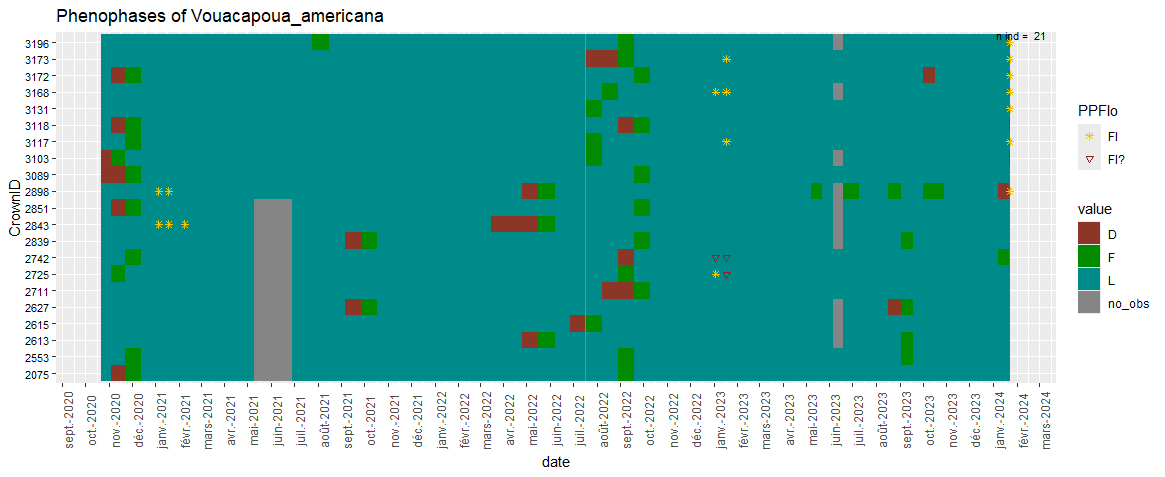 Phenophases of Vouacapoua_americana
n ind = 21
CrownID
3196
3173
3172
3168
3131
3118
3117
3103
3089
2898
2851
2843
2839
2742
2725
2711
2627
2615
2613
2553
2075
sept.-2020
oct.-2020
nov.-2020
déc.-2020
janv.-2021
févr.-2021
mars-2021
avr.-2021
mai-2021
juin-2021
juil.-2021
août-2021
sept.-2021
oct.-2021
nov.-2021
déc.-2021
janv.-2022
févr.-2022
mars-2022
avr.-2022
mai-2022
juin-2022
juil.-2022
août-2022
sept.-2022
oct.-2022
nov.-2022
déc.-2022
janv.-2023
févr.-2023
mars-2023
avr.-2023
mai-2023
juin-2023
juil.-2023
août-2023
sept.-2023
oct.-2023
nov.-2023
déc.-2023
janv.-2024
févr.-2024
mars-2024
date
PPFlo
Fl
Fl?
value
D
F
L
no_obs